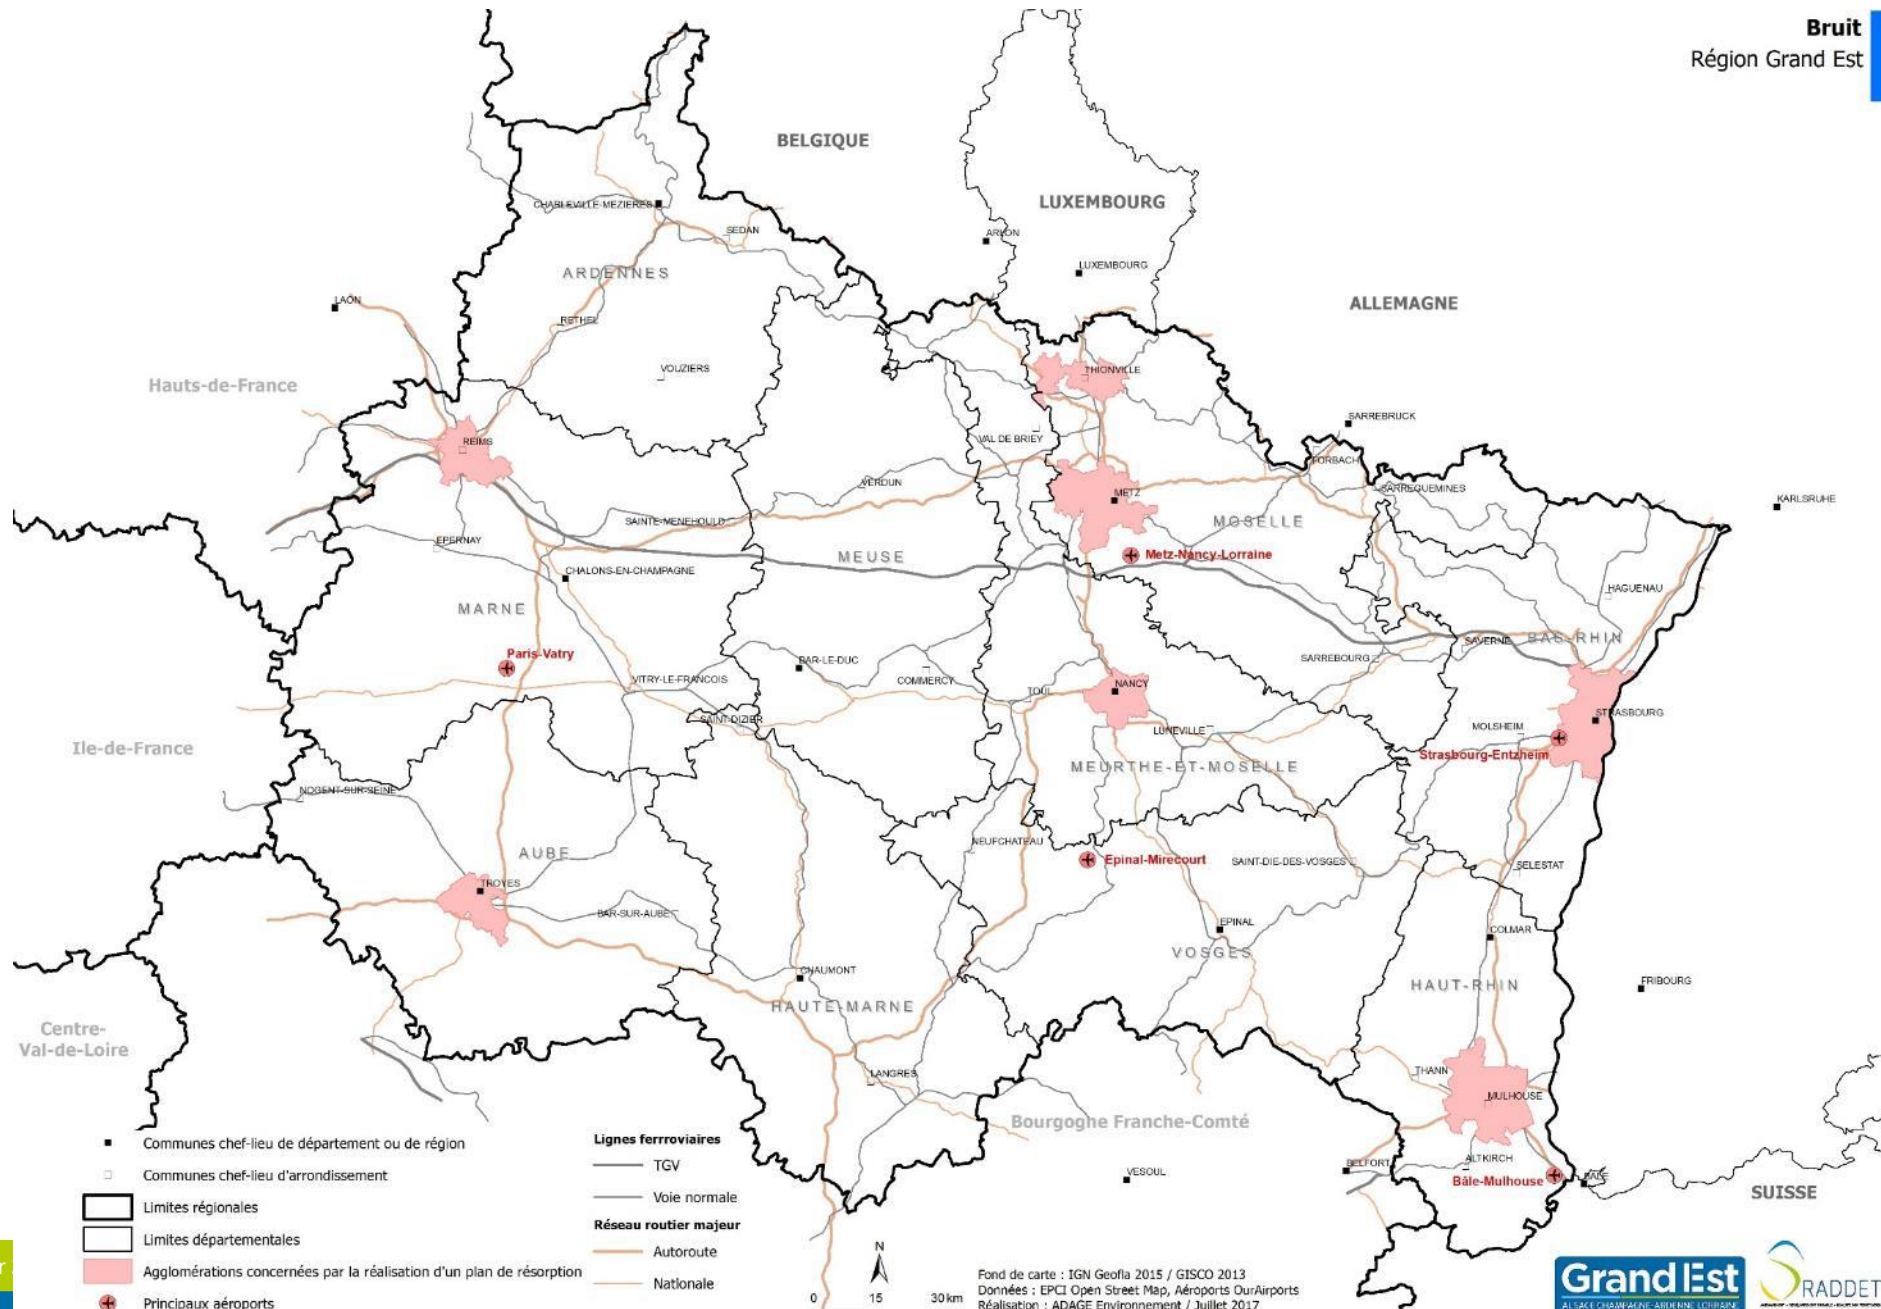 Bruit
Région Grand Est
BELGIQUE
LUXEMBOURG
ALLEMAGNE
CHARLEVILLE-MEZIERES
SEDAN
ARLON
LUXEMBOURG
ARDENNES
LAON
RETHEL
VOUZIERS
THIONVILLE
Hauts-de-France
SARREBRUCK
REIMS
VAL DE BRIEY
FORBACH
VERDUN
METZ
SARREGUEMINES
KARLSRUHE
SAINTE-MENEHOULD
MOSELLE
EPERNAY
MEUSE
Metz-Nancy-Lorraine
CHALONS-EN-CHAMPAGNE
HAGUENAU
MARNE
BAS-RHIN
SAVERNE
Paris-Vatry
BAR-LE-DUC
SARREBOURG
VITRY-LE-FRANCOIS
COMMERCY
TOUL
NANCY
SAINT-DIZIER
STRASBOURG
LUNEVILLE
MOLSHEIM
Ile-de-France
Strasbourg-Entzheim
MEURTHE-ET-MOSELLE
NOGENT-SUR-SEINE
NEUFCHATEAU
AUBE
Epinal-Mirecourt
SAINT-DIE-DES-VOSGES
SELESTAT
TROYES
BAR-SUR-AUBE
EPINAL
COLMAR
VOSGES
CHAUMONT
FRIBOURG
HAUT-RHIN
HAUTE-MARNE
Centre-
Val-de-Loire
LANGRES
THANN
MULHOUSE
Bourgogne Franche-Comté
ALTKIRCH
BELFORT
VESOUL
Bâle-Mulhouse
BALE
SUISSE
Communes chef-lieu de département ou de région
Communes chef-lieu d'arrondissement
Limites régionales
Limites départementales
Agglomérations concernées par la réalisation d'un plan de résorption
Principaux aéroports
Lignes ferrroviaires
TGV
Voie normale
Réseau routier majeur
Autoroute
Nationale
N
0 15 30 km
Fond de carte : IGN Geofla 2015 / GISCO 2013
Données : EPCI Open Street Map, Aéroports OurAirports
Réalisation : ADAGE Environnement / Juillet 2017
Grand Est
ALSACE CHAMPAGNE-ARDENNE LORRAINE
SRADDET